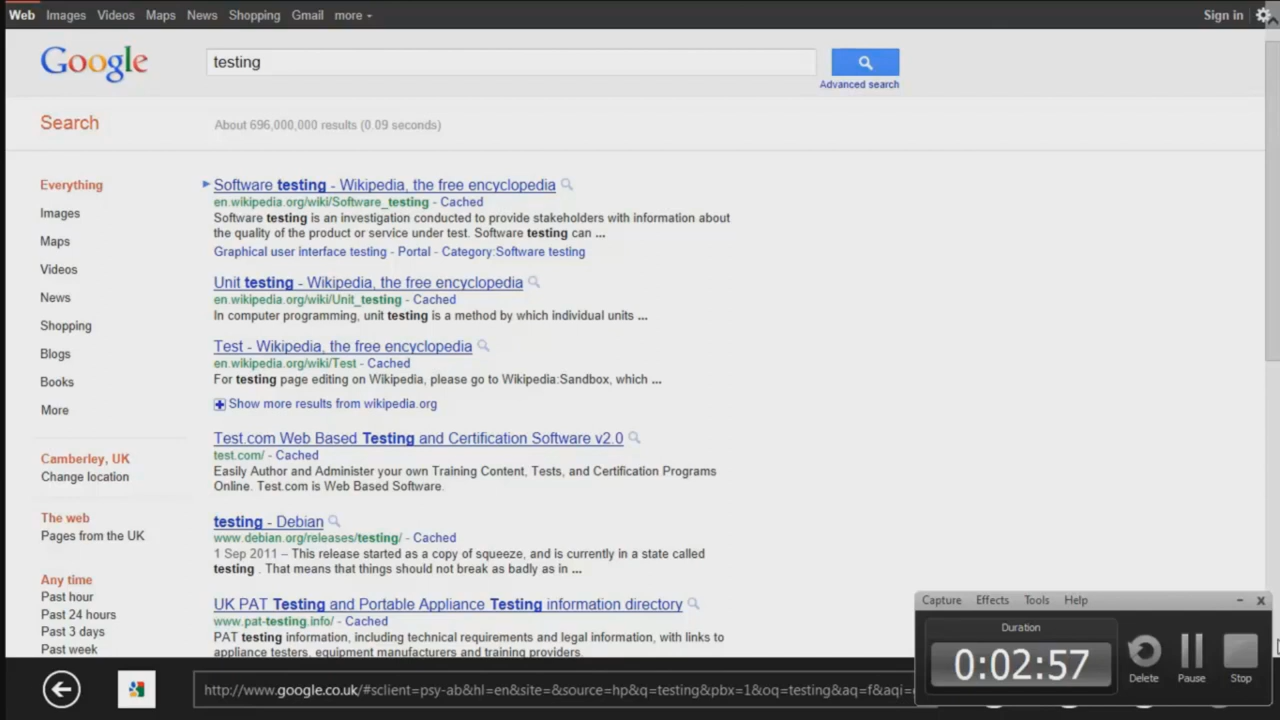 Web Images Videos Maps News Shopping Gmail more Sign in
Google testing
Advanced search
Search About 696,000,000 results (0.09 seconds)
Everything
Images
Maps
Videos
News
Shopping
Blogs
Books
More
Camberley, UK
Change location
The web
Pages from the UK
Any time
Past hour
Past 24 hours
Past 3 days
Past week
Software testing - Wikipedia, the free encyclopedia
en.wikipedia.org/wiki/Software_testing - Cached
Software testing is an investigation conducted to provide stakeholders with information about
the quality of the product or service under test. Software testing can ...
Graphical user interface testing - Portal - Category:Software testing
Unit testing - Wikipedia, the free encyclopedia
en.wikipedia.org/wiki/Unit_testing - Cached
In computer programming, unit testing is a method by which individual units ...
Test - Wikipedia, the free encyclopedia
en.wikipedia.org/wiki/Test - Cached
For testing page editing on Wikipedia, please go to Wikipedia:Sandbox, which ...
Show more results from wikipedia.org
Test.com Web Based Testing and Certification Software v2.0
test.com/ - Cached
Easily Author and Administer your own Training Content, Tests, and Certification Programs
Online. Test.com is Web Based Software.
testing - Debian
www.debian.org/releases/testing/ - Cached
1 Sep 2011 – This release started as a copy of squeeze, and is currently in a state called
testing . That means that things should not break as badly as in ...
UK PAT Testing and Portable Appliance Testing information directory
www.pat-testing.info/ - Cached
PAT testing information, including technical requirements and legal information, with links to
appliance testers, equipment manufacturers and training providers.
Capture Effects Tools Help
Duration
0:02:57
Delete Pause Stop
http://www.google.co.uk/#sclient=psy-ab&hl=en&site=&source=hp&q=testing&pbx=1&oq=testing&aq=f&aqi=